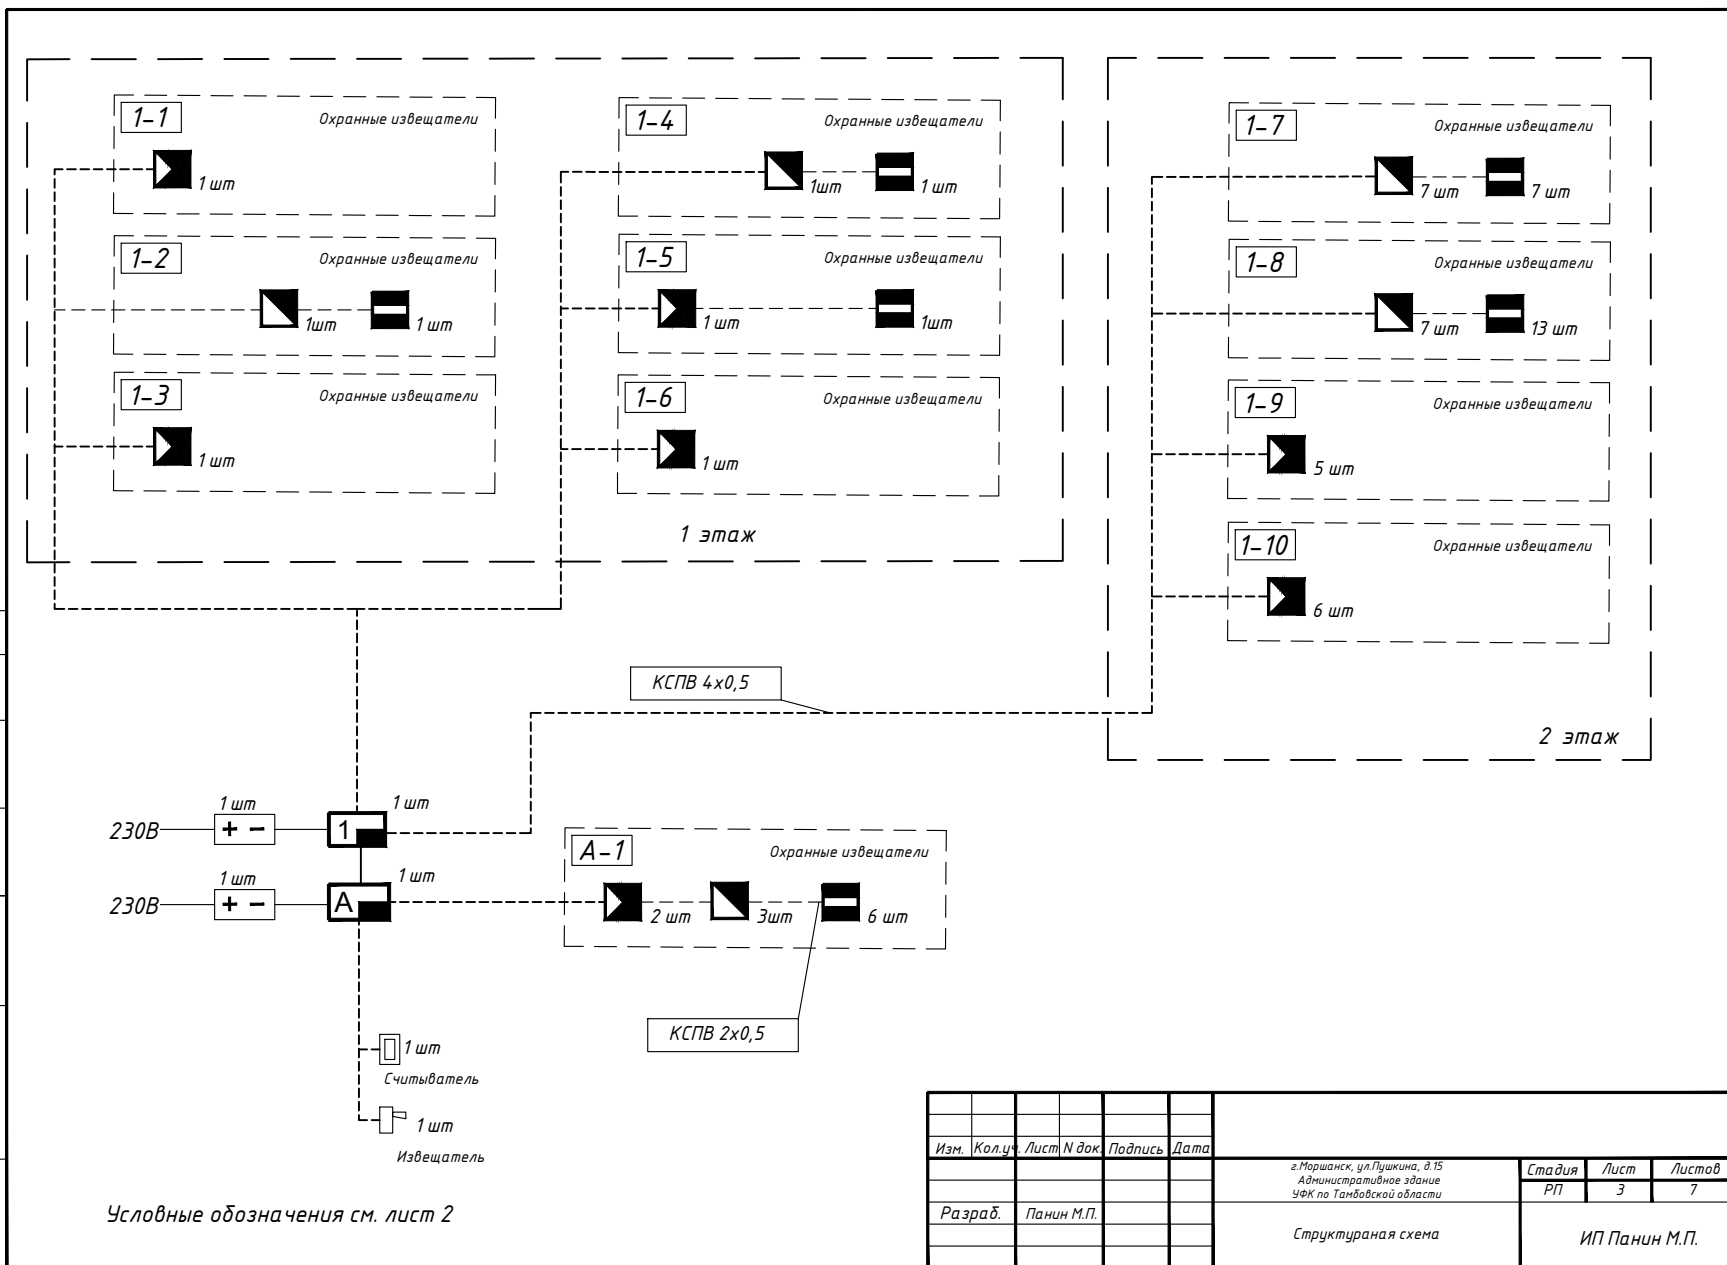 1-1
Охранные извещатели
1 шт
1-2
Охранные извещатели
1шт
1 шт
1-3
Охранные извещатели
1 шт
1-4
Охранные извещатели
1шт
1 шт
1-5
Охранные извещатели
1 шт
1шт
1-6
Охранные извещатели
1 шт
1 этаж
1-7
Охранные извещатели
7 шт
7 шт
1-8
Охранные извещатели
7 шт
13 шт
1-9
Охранные извещатели
5 шт
1-10
Охранные извещатели
6 шт
2 этаж
КСПВ 4х0,5
230В
1 шт
+ −
1
1 шт
230В
1 шт
+ −
А
1 шт
А-1
Охранные извещатели
2 шт
3шт
6 шт
КСПВ 2х0,5
1 шт
Считыватель
1 шт
Извещатель
Условные обозначения см. лист 2
Изм. Кол.уч. Лист N док. Подпись Дата
г.Моршанск, ул.Пушкина, д.15
Административное здание
УФК по Тамбовской области
Стадия Лист Листов
РП 3 7
Разраб. Панин М.П.
Структураная схема
ИП Панин М.П.